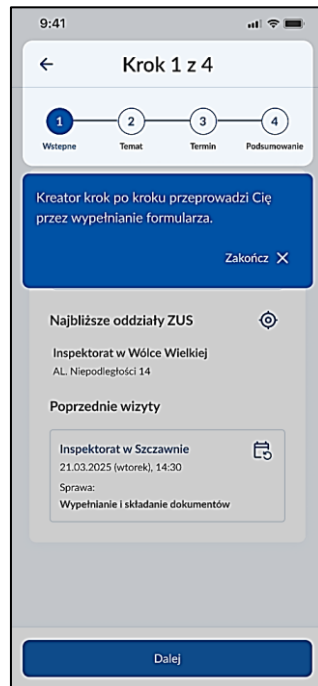 9:41
Krok 1 z 4
1 2 3 4
Wstepne Temat Termin Podsumowanie
Kreator krok po kroku przeprowadzi Cię
przez wypełnianie formularza.
Zakończ
Najbliższe oddziały ZUS
Inspektorat w Wólce Wielkiej
AL. Niepodległości 14
Poprzednie wizyty
Inspektorat w Szczawnie
21.03.2025 (wtorek), 14:30
Sprawa:
Wypełnianie i składanie dokumentów
Dalej